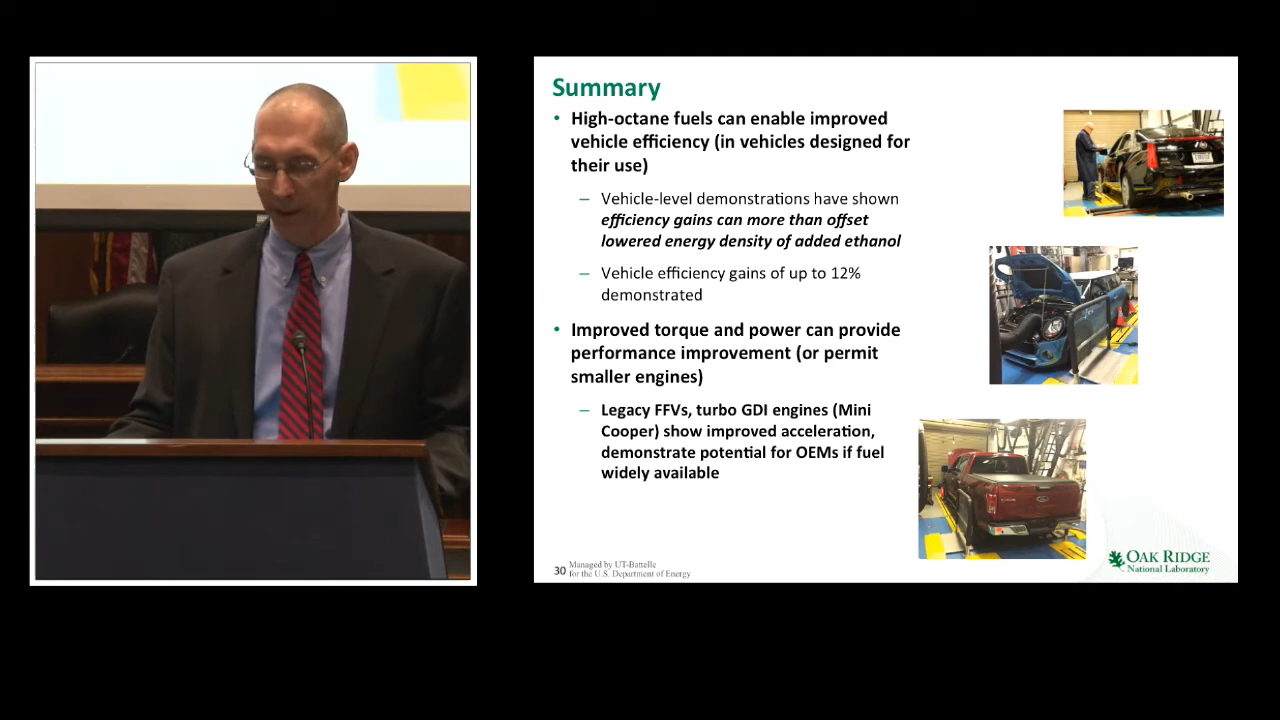 Summary
• High-octane fuels can enable improved
vehicle efficiency (in vehicles designed for
their use)
– Vehicle-level demonstrations have shown
efficiency gains can more than offset
lowered energy density of added ethanol
– Vehicle efficiency gains of up to 12%
demonstrated
• Improved torque and power can provide
performance improvement (or permit
smaller engines)
– Legacy FFVs, turbo GDI engines (Mini
Cooper) show improved acceleration,
demonstrate potential for OEMs if fuel
widely available
30 Managed by UT-Battelle
for the U.S. Department of Energy
OAK RIDGE
National Laboratory